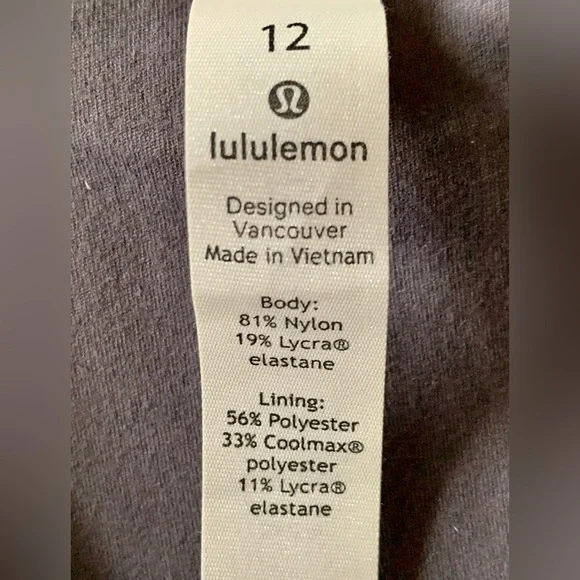 12
lululemon
Designed in
Vancouver
Made in Vietnam
Body:
81% Nylon
19% Lycra®
elastane
Lining:
56% Polyester
33% Coolmax®
polyester
11% Lycra®
elastane